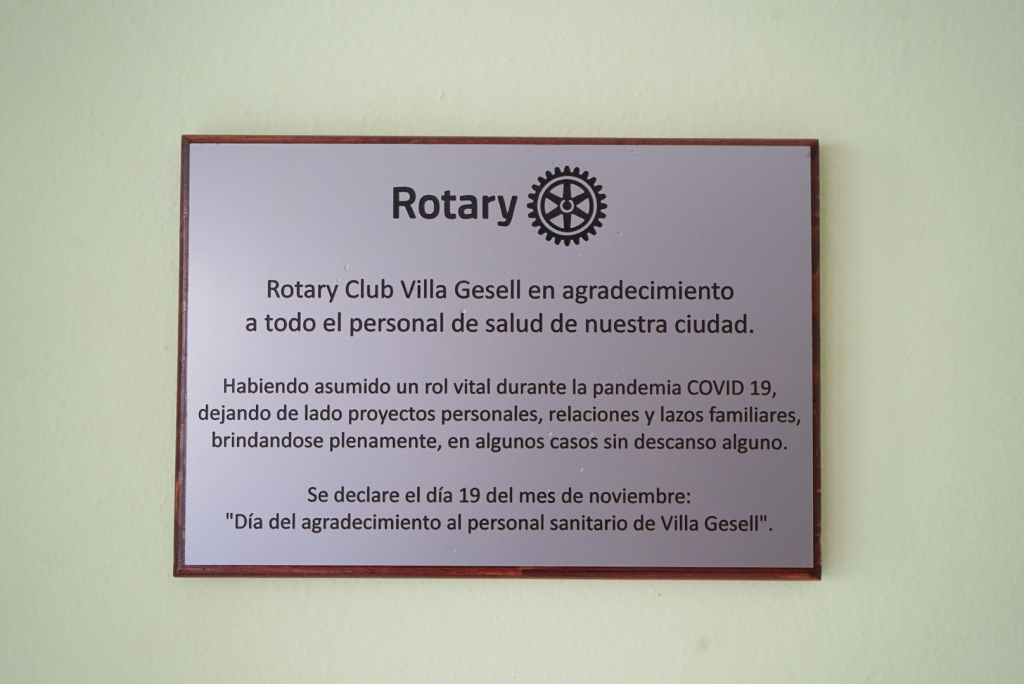 Rotary
Rotary Club Villa Gesell en agradecimiento
a todo el personal de salud de nuestra ciudad.
Habiendo asumido un rol vital durante la pandemia COVID 19,
dejando de lado proyectos personales, relaciones y lazos familiares,
brindandose plenamente, en algunos casos sin descanso alguno.
Se declare el día 19 del mes de noviembre:
"Día del agradecimiento al personal sanitario de Villa Gesell".